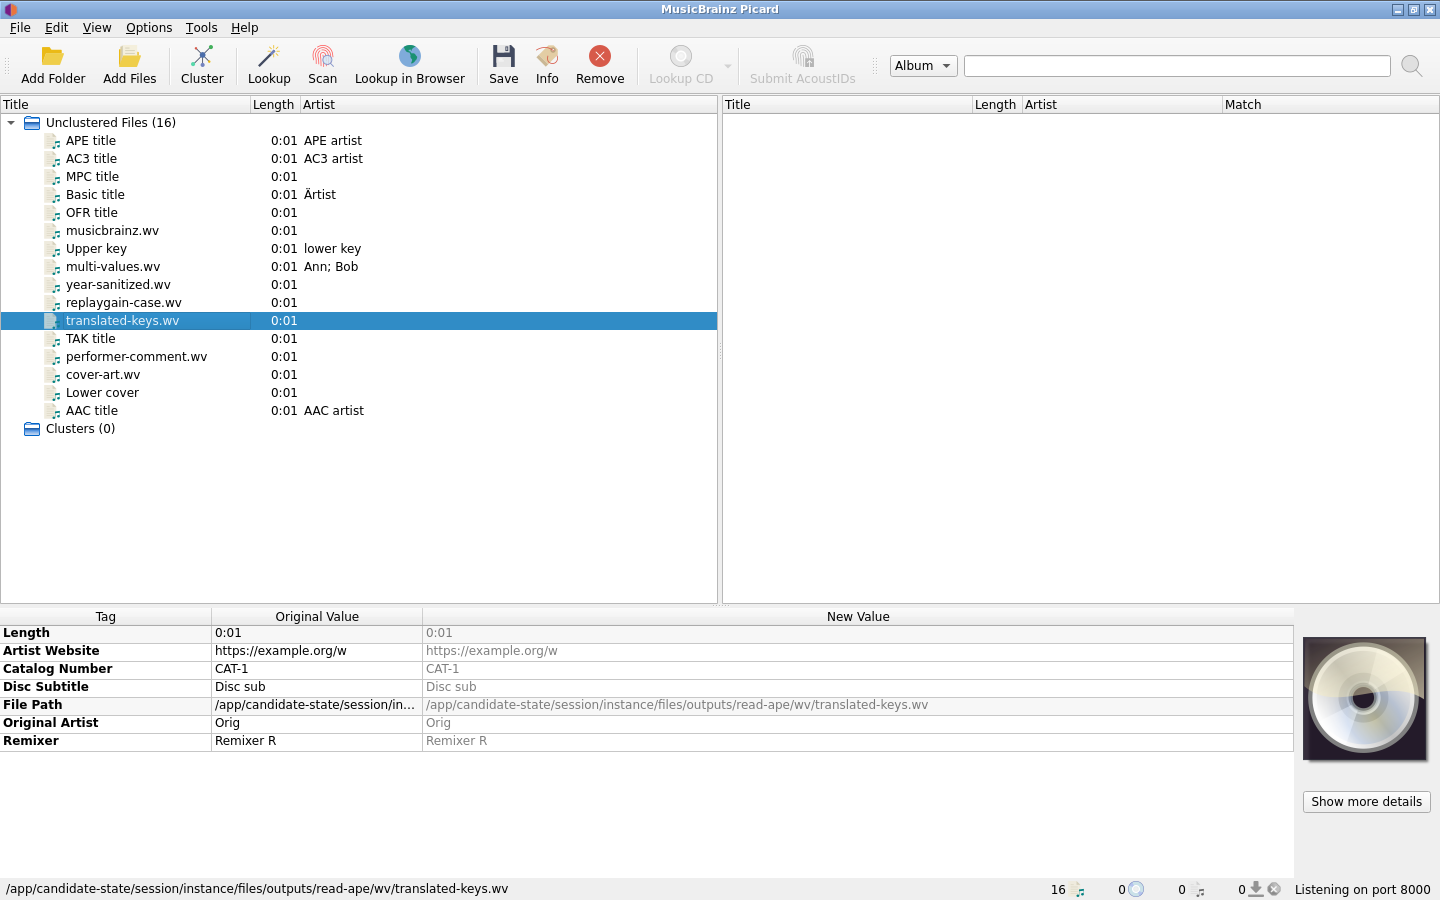 MusicBrainz Picard
File Edit View Options Tools Help
Add Folder Add Files Cluster Lookup Scan Lookup in Browser Save Info Remove Lookup CD Submit AcoustIDs Album
Title Length Artist
Unclustered Files (16)
APE title 0:01 APE artist
AC3 title 0:01 AC3 artist
MPC title 0:01
Basic title 0:01 Ärtist
OFR title 0:01
musicbrainz.wv 0:01
Upper key 0:01 lower key
multi-values.wv 0:01 Ann; Bob
year-sanitized.wv 0:01
replaygain-case.wv 0:01
translated-keys.wv 0:01
TAK title 0:01
performer-comment.wv 0:01
cover-art.wv 0:01
Lower cover 0:01
AAC title 0:01 AAC artist
Clusters (0)
Title Length Artist Match
Tag Original Value New Value
Length 0:01 0:01
Artist Website https://example.org/w https://example.org/w
Catalog Number CAT-1 CAT-1
Disc Subtitle Disc sub Disc sub
File Path /app/candidate-state/session/in... /app/candidate-state/session/instance/files/outputs/read-ape/wv/translated-keys.wv
Original Artist Orig Orig
Remixer Remixer R Remixer R
Show more details
/app/candidate-state/session/instance/files/outputs/read-ape/wv/translated-keys.wv 16 0 0 0 Listening on port 8000